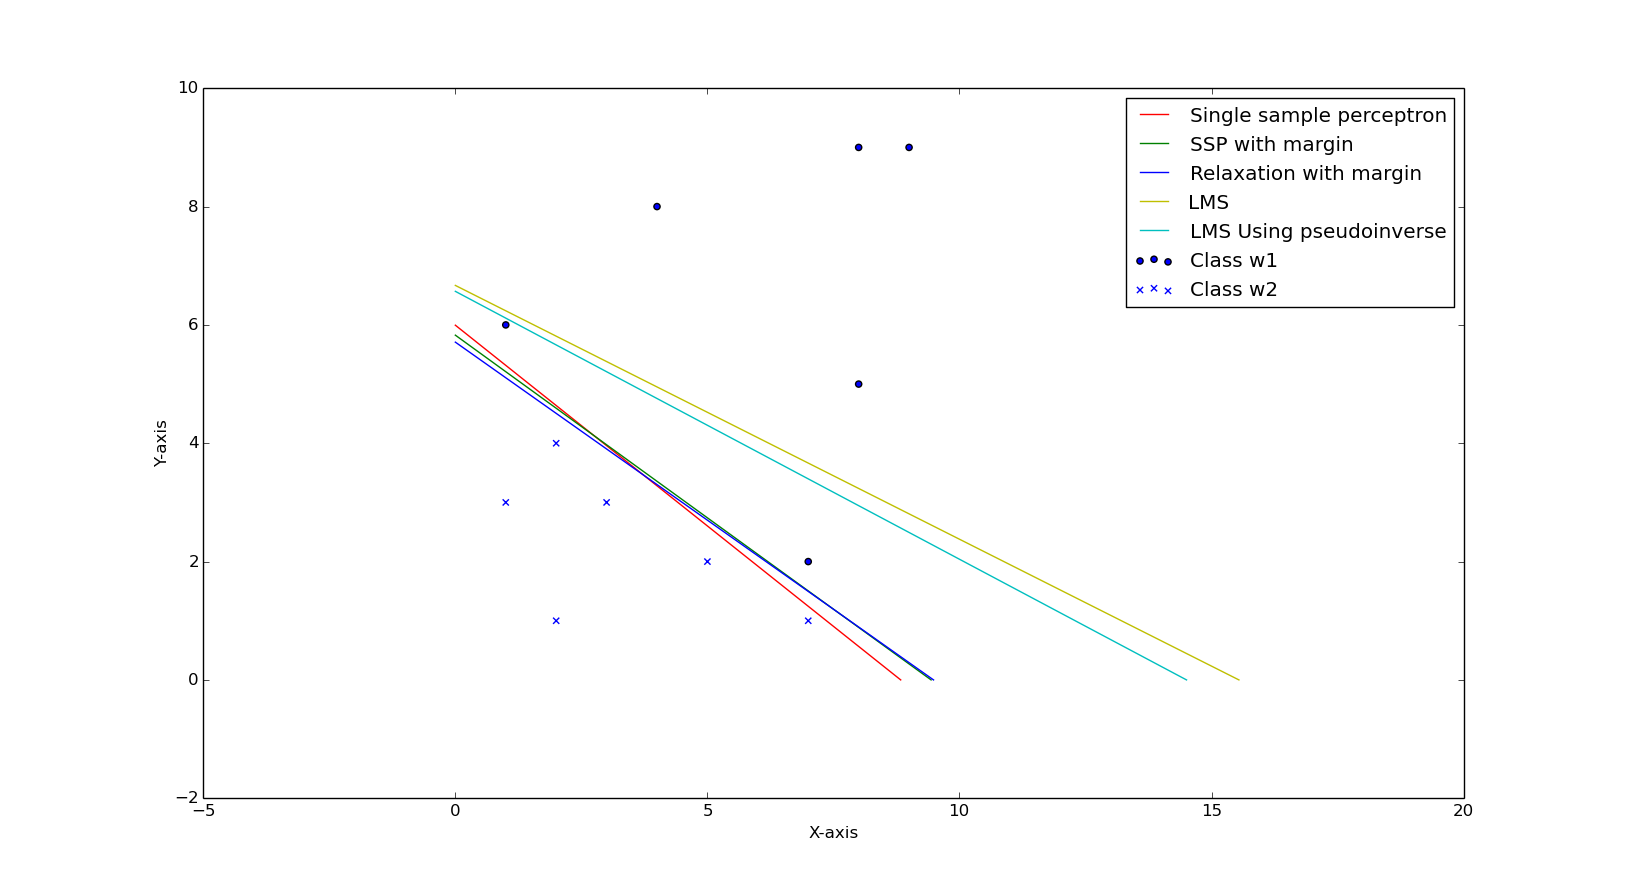 10
8
6
4
2
0
−2
Y-axis
−5
0
5
10
15
20
X-axis
Single sample perceptron
SSP with margin
Relaxation with margin
LMS
LMS Using pseudoinverse
Class w1
Class w2